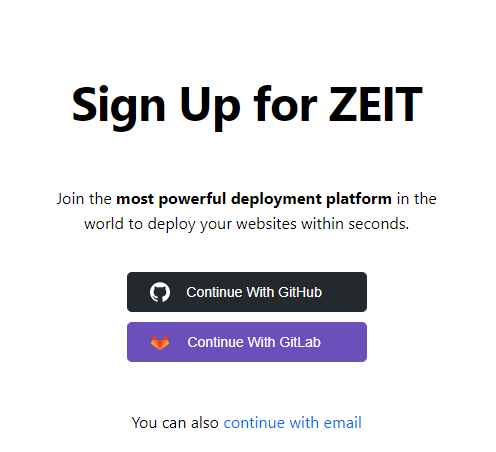 Sign Up for ZEIT
Join the most powerful deployment platform in the
world to deploy your websites within seconds.
Continue With GitHub
Continue With GitLab
You can also continue with email